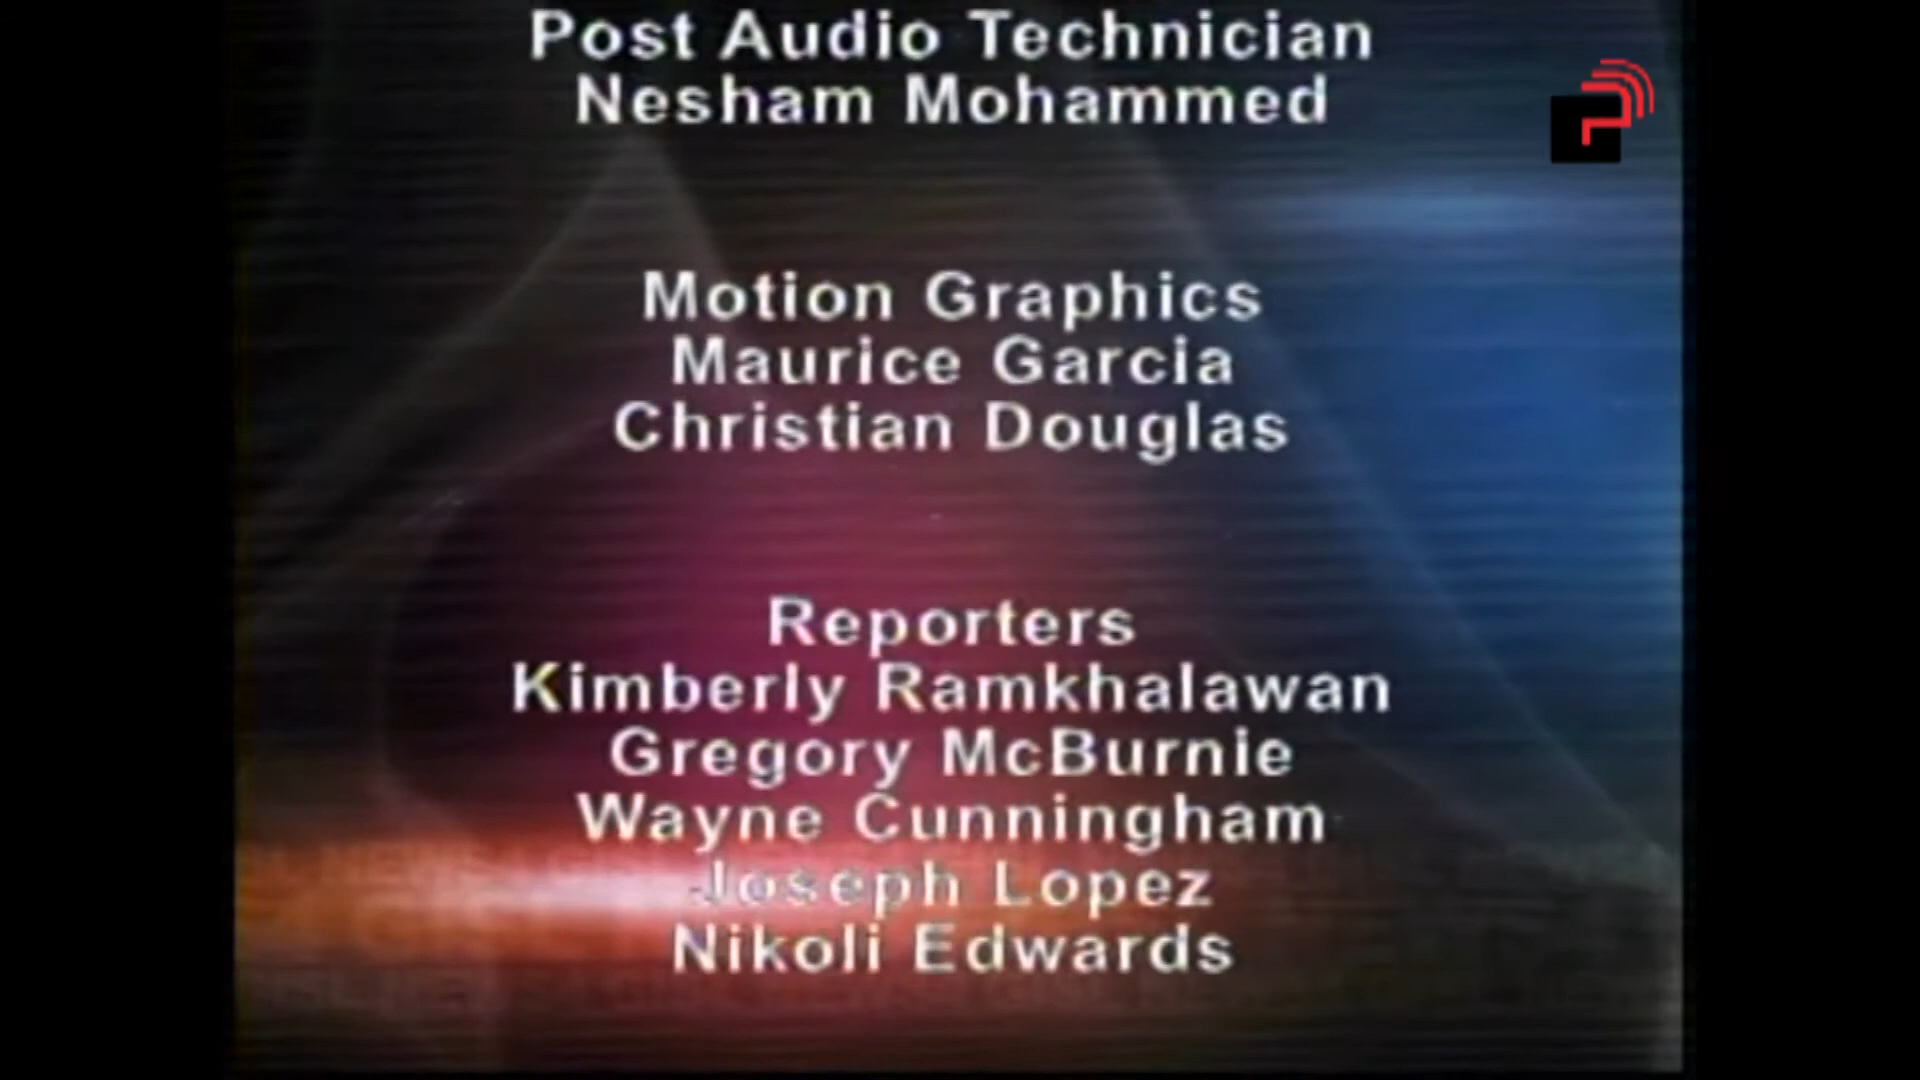 Post Audio Technician
Nesham Mohammed
Motion Graphics
Maurice Garcia
Christian Douglas
Reporters
Kimberly Ramkhalawan
Gregory McBurnie
Wayne Cunningham
Joseph Lopez
Nikoli Edwards